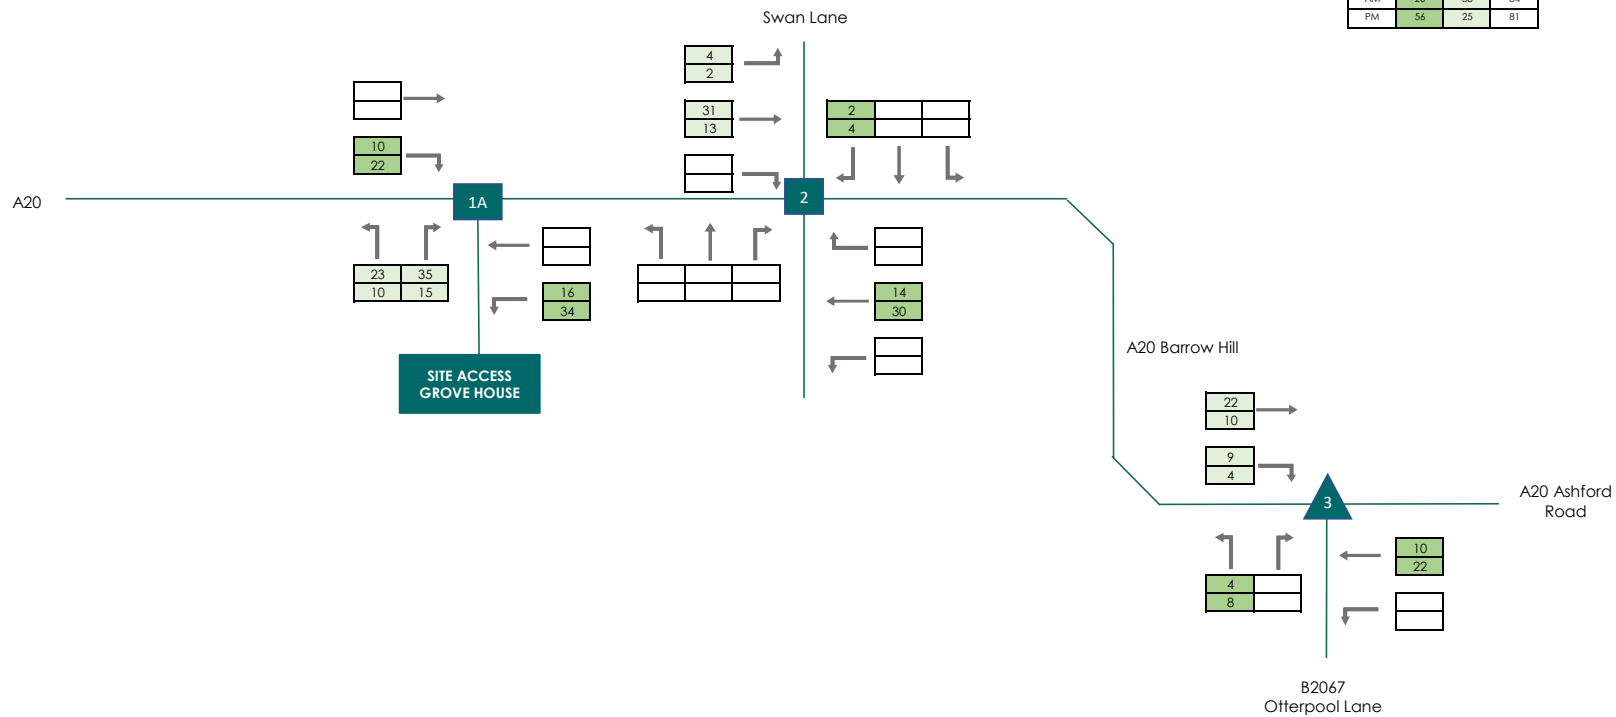 PM 56 25 81
Swan Lane
4
2
31
13
2
4
10
22
A20
1A
2
23 35
10 15
16
34
14
30
SITE ACCESS
GROVE HOUSE
A20 Barrow Hill
22
10
9
4
3
A20 Ashford
Road
10
22
4
8
B2067
Otterpool Lane